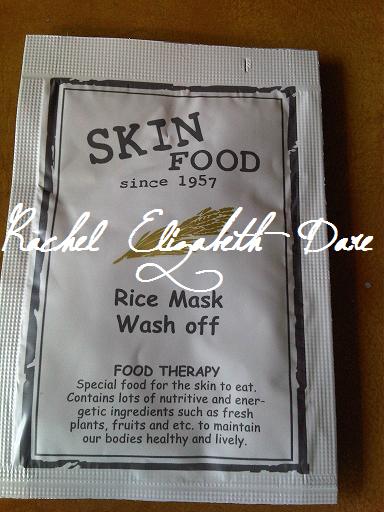 SKIN
FOOD
since 1957
Rachel Elizabeth Dare
Rice Mask
Wash off
FOOD THERAPY
Special food for the skin to eat.
Contains lots of nutritive and ener-
getic ingredients such as fresh
plants, fruits and etc. to maintain
our bodies healthy and lively.